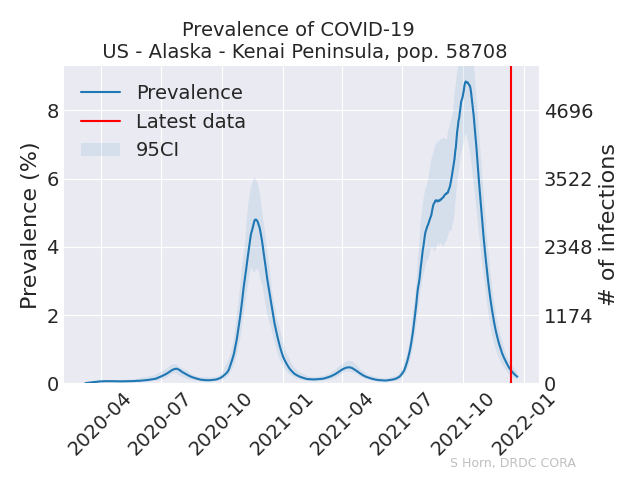 Prevalence of COVID-19
US - Alaska - Kenai Peninsula, pop. 58708
Prevalence
Latest data
95CI
Prevalence (%)
8
6
4
2
0
4696
3522
2348
1174
0
# of infections
2020-04
2020-07
2020-10
2021-01
2021-04
2021-07
2021-10
2022-01
S Horn, DRDC CORA